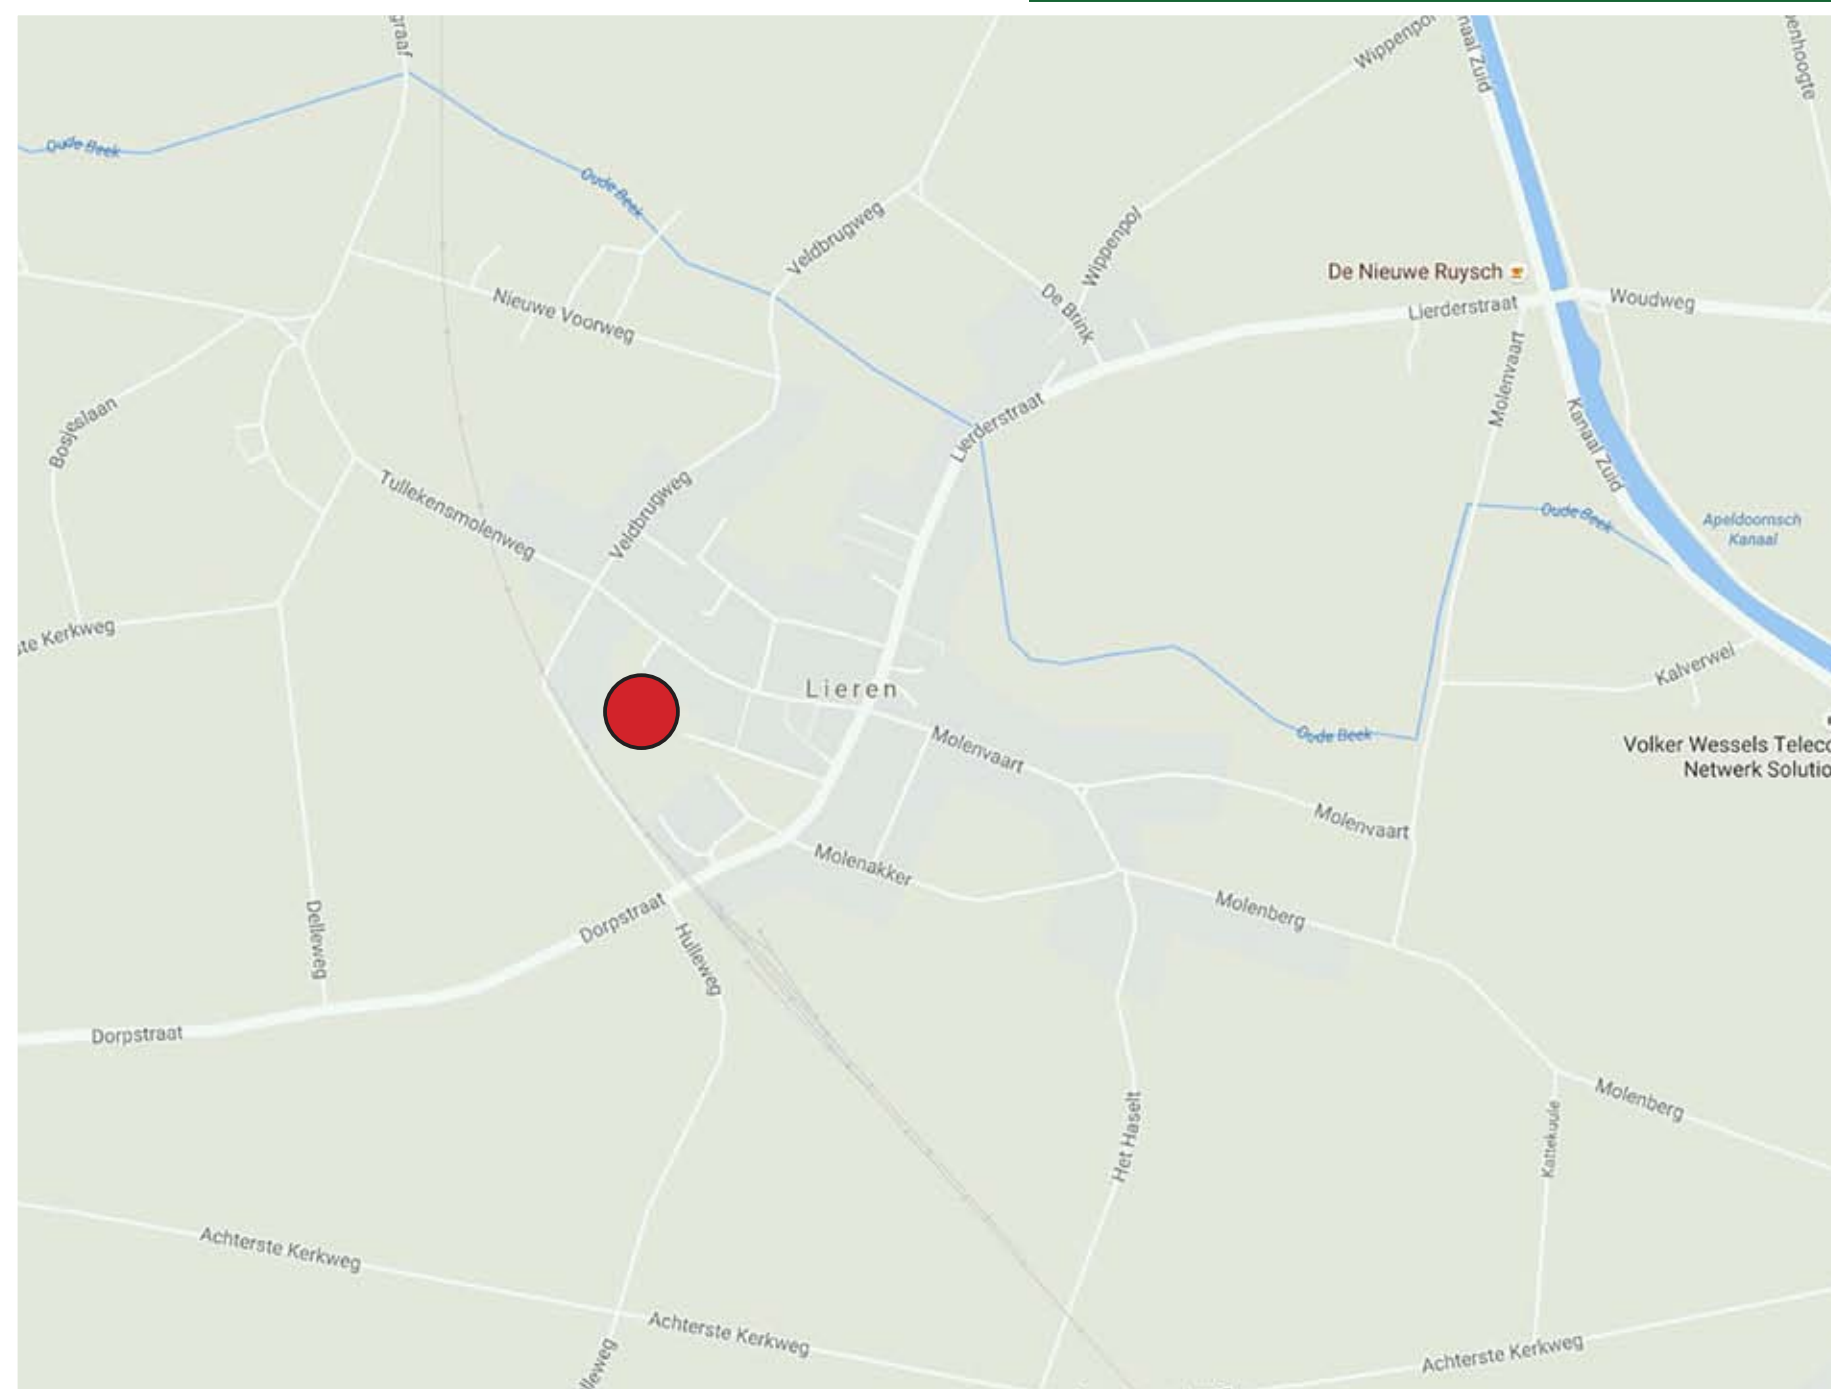 graaf
Wippenpol
naal Zuid
enhoogte
Oude Beek
Oude Beek
Veldbrugweg
Wippenpol
De Nieuwe Ruysch
Nieuwe Voorweg
De Brink
Lierderstraat
Woudweg
Molenvaart
Lierderstraat
Bosjeslaan
Kanaal Zuid
Tullekensmolenweg
Veldbrugweg
Oude Beek
Apeldoornsch
Kanaal
ste Kerkweg
Kalverwei
Lieren
Molenvaart
Oude Beek
Volker Wessels Teleco
Netwerk Solutio
Molenvaart
Molenakker
Molenberg
Dorpstraat
Delleweg
Hulleweg
Dorpstraat
Het Haselt
Kattekuule
Molenberg
Achterste Kerkweg
Achterste Kerkweg
Achterste Kerkweg
lleweg